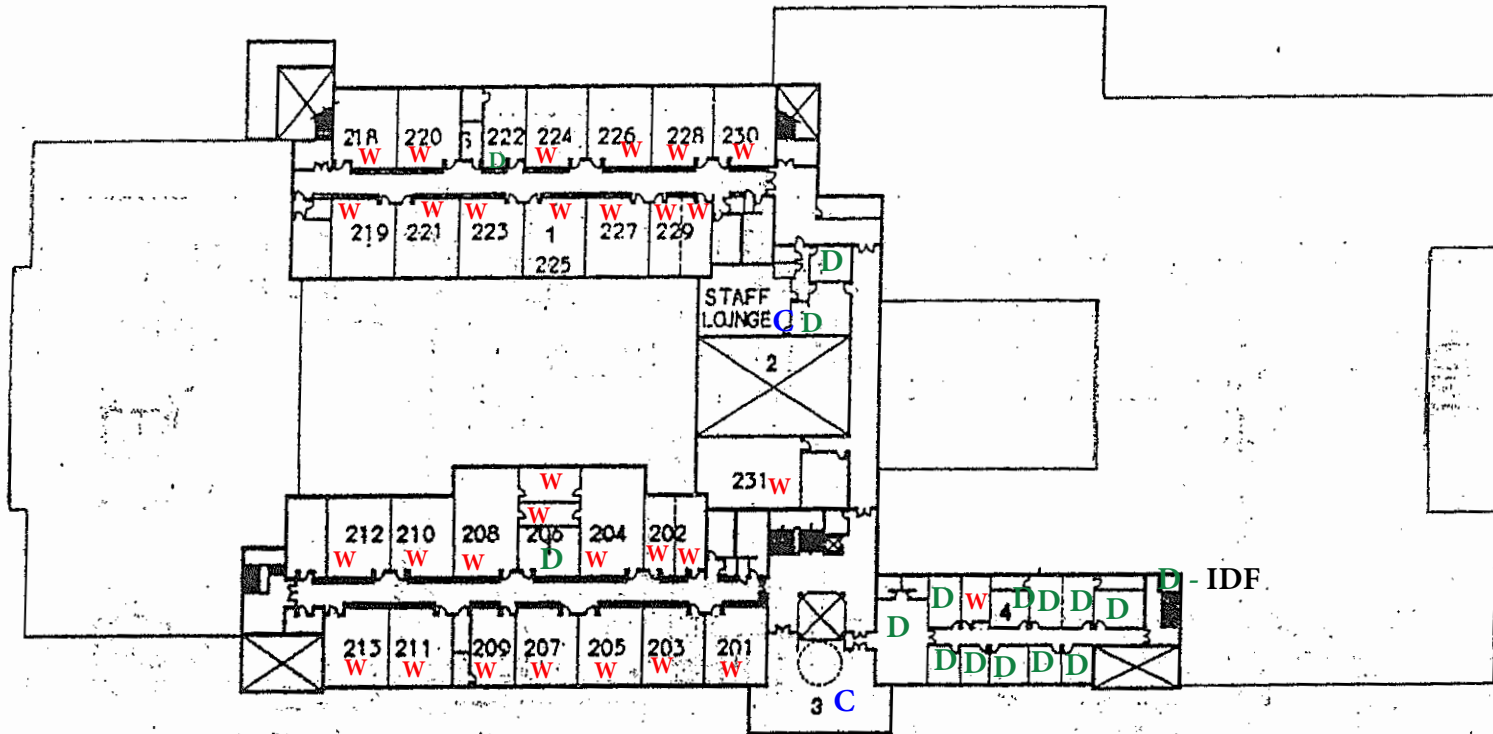 218 220 222 224 226 228 230
W W D W W W W
W W W W W W W
219 221 223 1 227 229
225
D
STAFF
LOUNGE C D
2
W
231 W
W
212 210 208 206 204 202
W W W D W W W
D - IDF
D W D D D
4 D
D
213 211 209 207 205 203 201
W W W W W W W
D D D D D
3 C